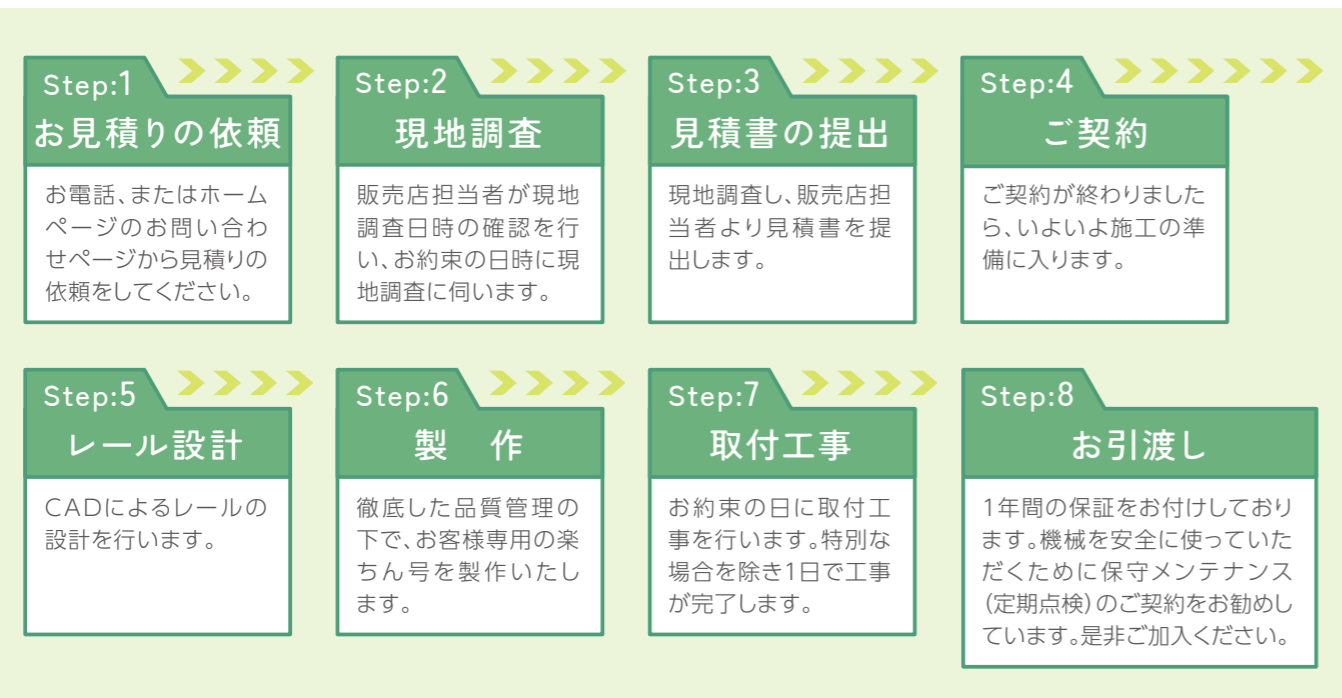 Step:1
お見積りの依頼
お電話、またはホーム
ページのお問い合わ
せページから見積りの
依頼をしてください。
Step:2
現地調査
販売店担当者が現地
調査日時の確認を行
い、お約束の日時に現
地調査に伺います。
Step:3
見積書の提出
現地調査し、販売店担
当者より見積書を提
出します。
Step:4
ご契約
ご契約が終わりました
ら、いよいよ施工の準
備に入ります。
Step:5
レール設計
CADによるレールの
設計を行います。
Step:6
製　作
徹底した品質管理の
下で、お客様専用の楽
ちん号を製作いたし
ます。
Step:7
取付工事
お約束の日に取付工
事を行います。特別な
場合を除き1日で工事
が完了します。
Step:8
お引渡し
1年間の保証をお付けしており
ます。機械を安全に使っていた
だくために保守メンテナンス
(定期点検)のご契約をお勧めし
ています。是非ご加入ください。